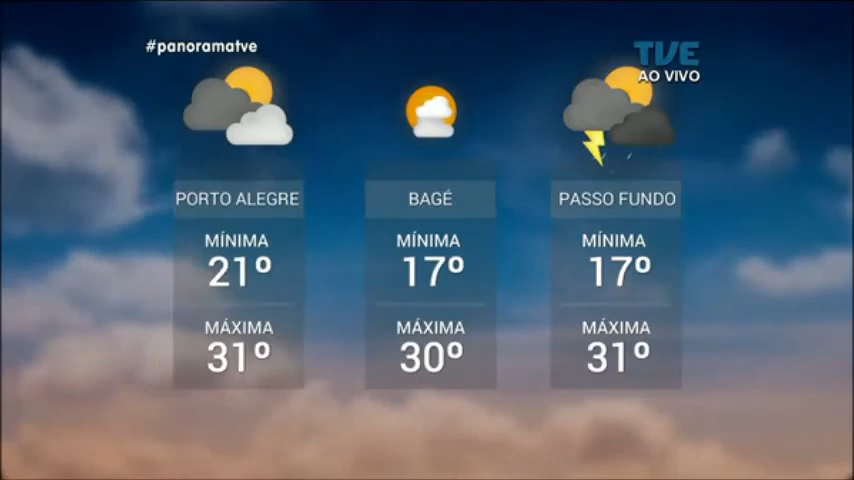 #panoramatve
TVE
AO VIVO
PORTO ALEGRE
MÍNIMA
21º
MÁXIMA
31º
BAGÉ
MÍNIMA
17º
MÁXIMA
30º
PASSO FUNDO
MÍNIMA
17º
MÁXIMA
31º